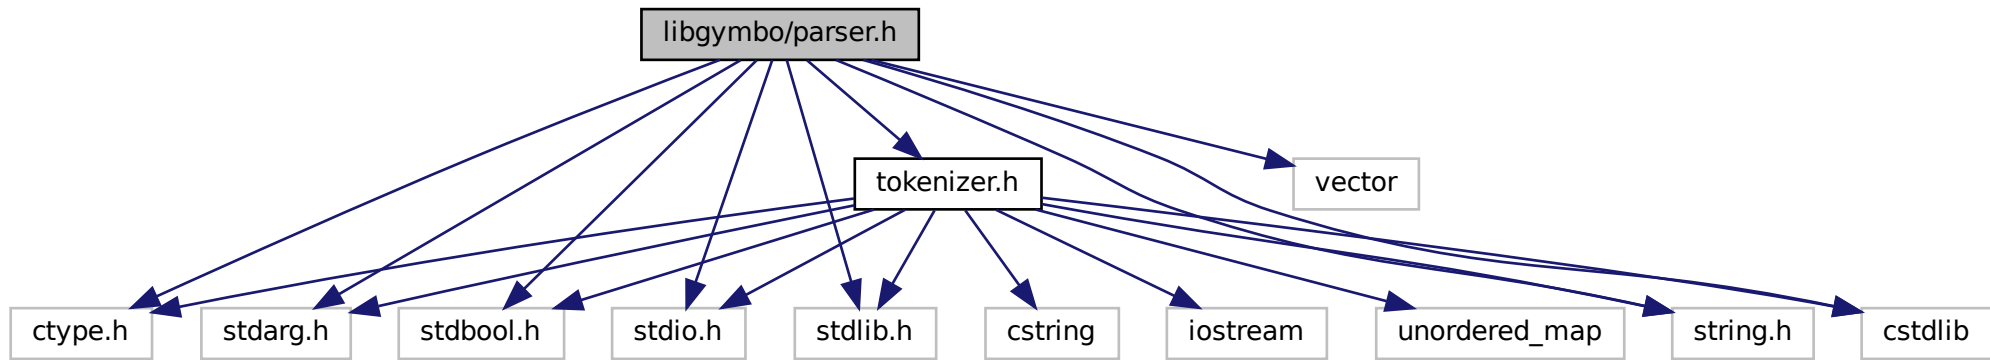 libgymbo/parser.h
tokenizer.h
vector
ctype.h
stdarg.h
stdbool.h
stdio.h
stdlib.h
cstring
iostream
unordered_map
string.h
cstdlib